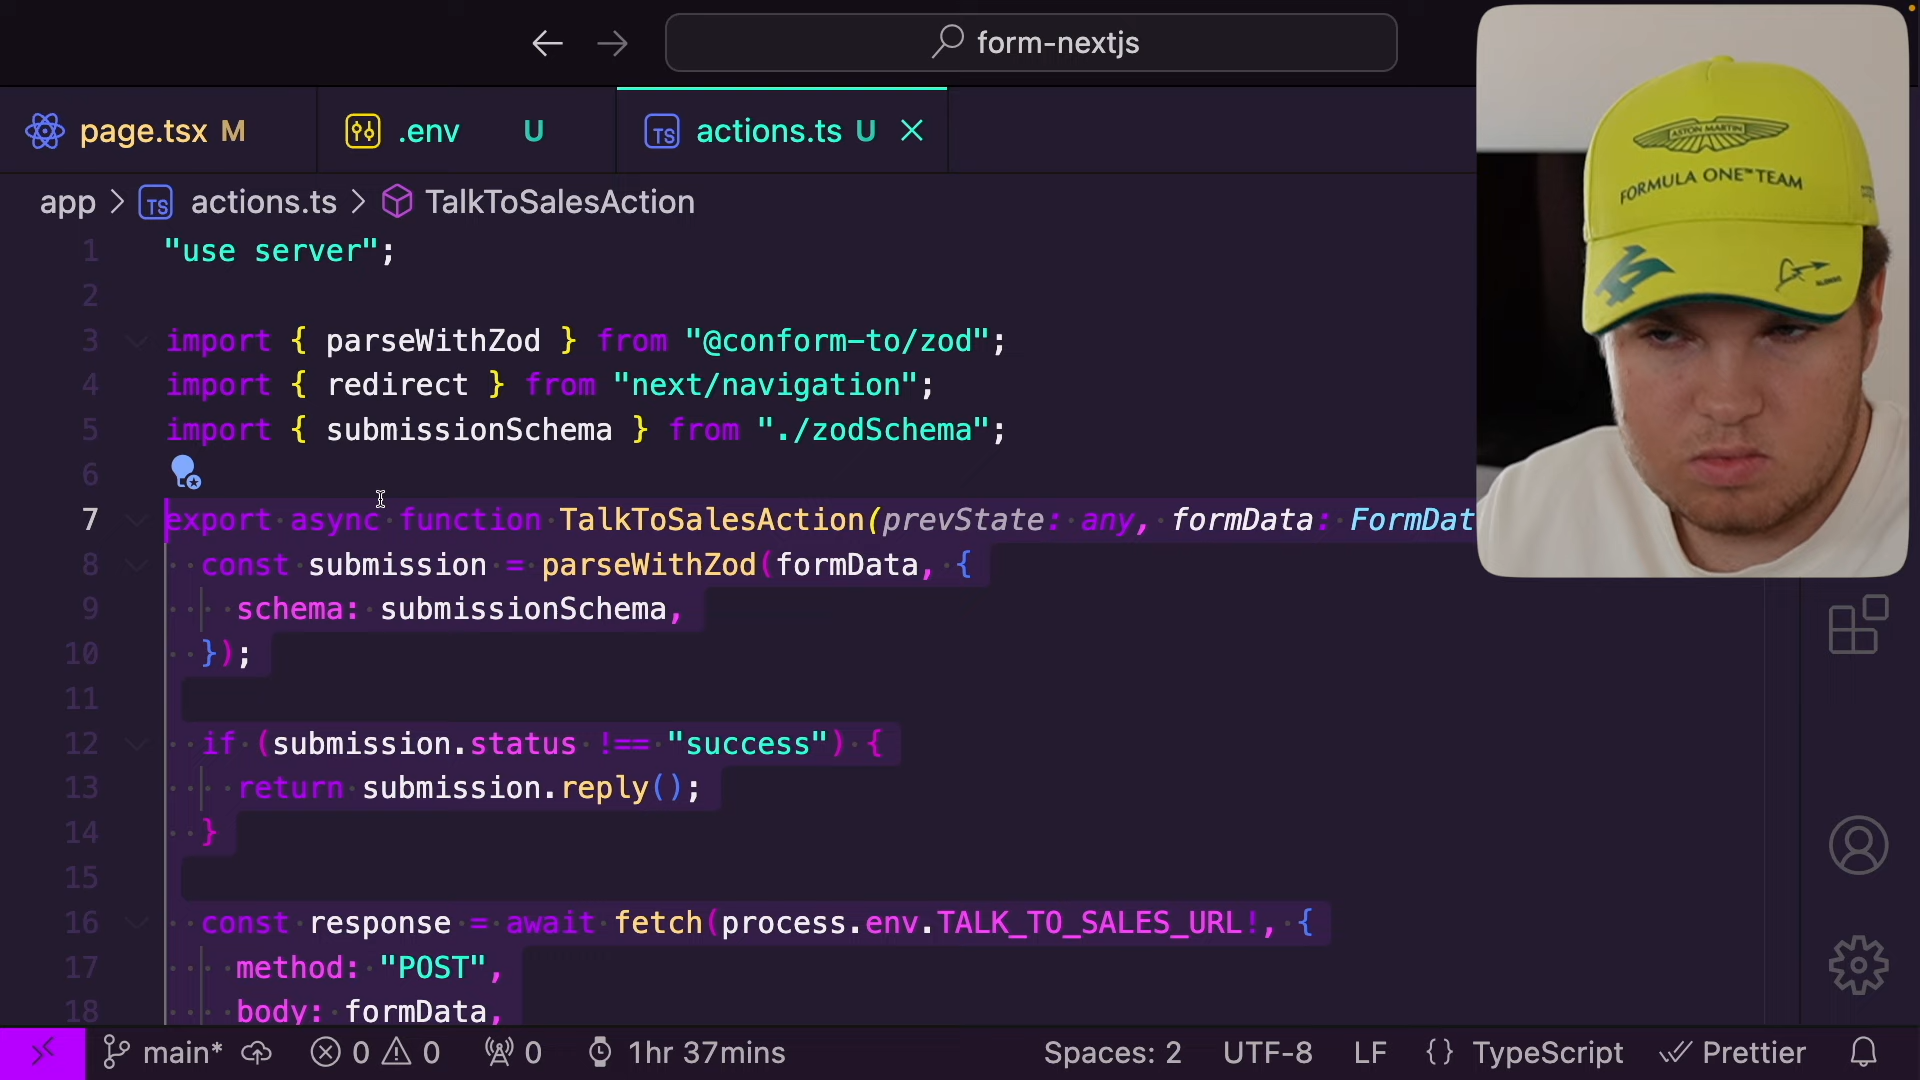 form-nextjs
page.tsx M
.env U
actions.ts U
app > actions.ts > TalkToSalesAction
1 "use server";
2
3 import { parseWithZod } from "@conform-to/zod";
4 import { redirect } from "next/navigation";
5 import { submissionSchema } from "./zodSchema";
6
7 export async function TalkToSalesAction(prevState: any, formData: FormDat
8 const submission = parseWithZod(formData, {
9 schema: submissionSchema,
10 });
11
12 if (submission.status !== "success") {
13 return submission.reply();
14 }
15
16 const response = await fetch(process.env.TALK_TO_SALES_URL!, {
17 method: "POST",
18 body: formData,
main* 0 0 0 1hr 37mins Spaces: 2 UTF-8 LF {} TypeScript Prettier
ASTON MARTIN
FORMULA ONE™ TEAM